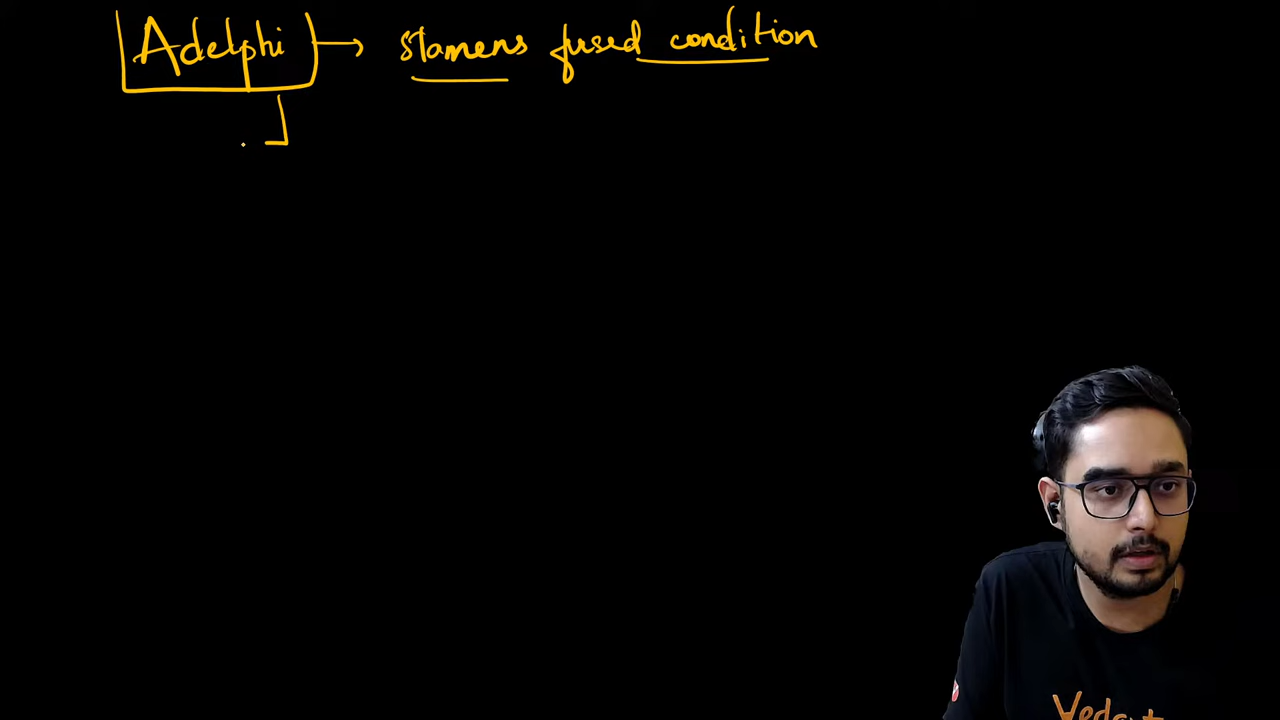 Adelphi → stamens fused condition